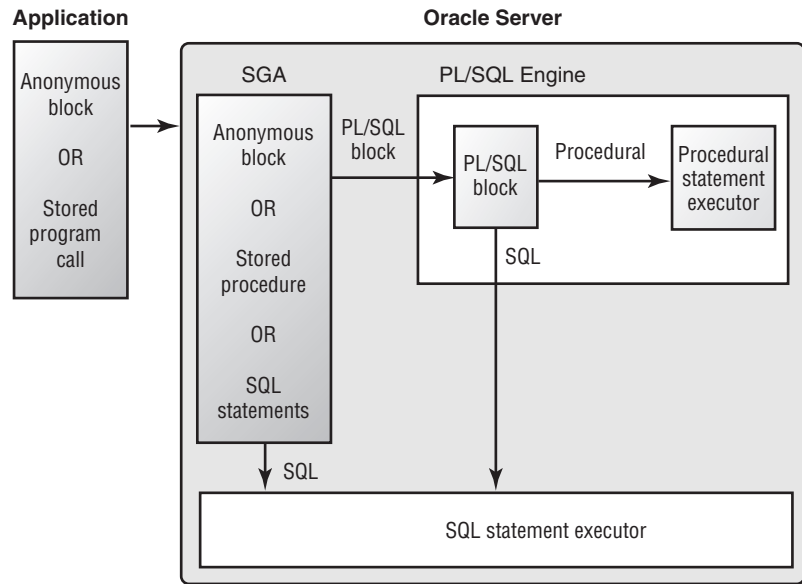 Application
Oracle Server
Anonymous
block
OR
Stored
program
call
SGA
Anonymous
block
OR
Stored
procedure
OR
SQL
statements
PL/SQL
block
PL/SQL Engine
PL/SQL
block
Procedural
Procedural
statement
executor
SQL
SQL
SQL statement executor